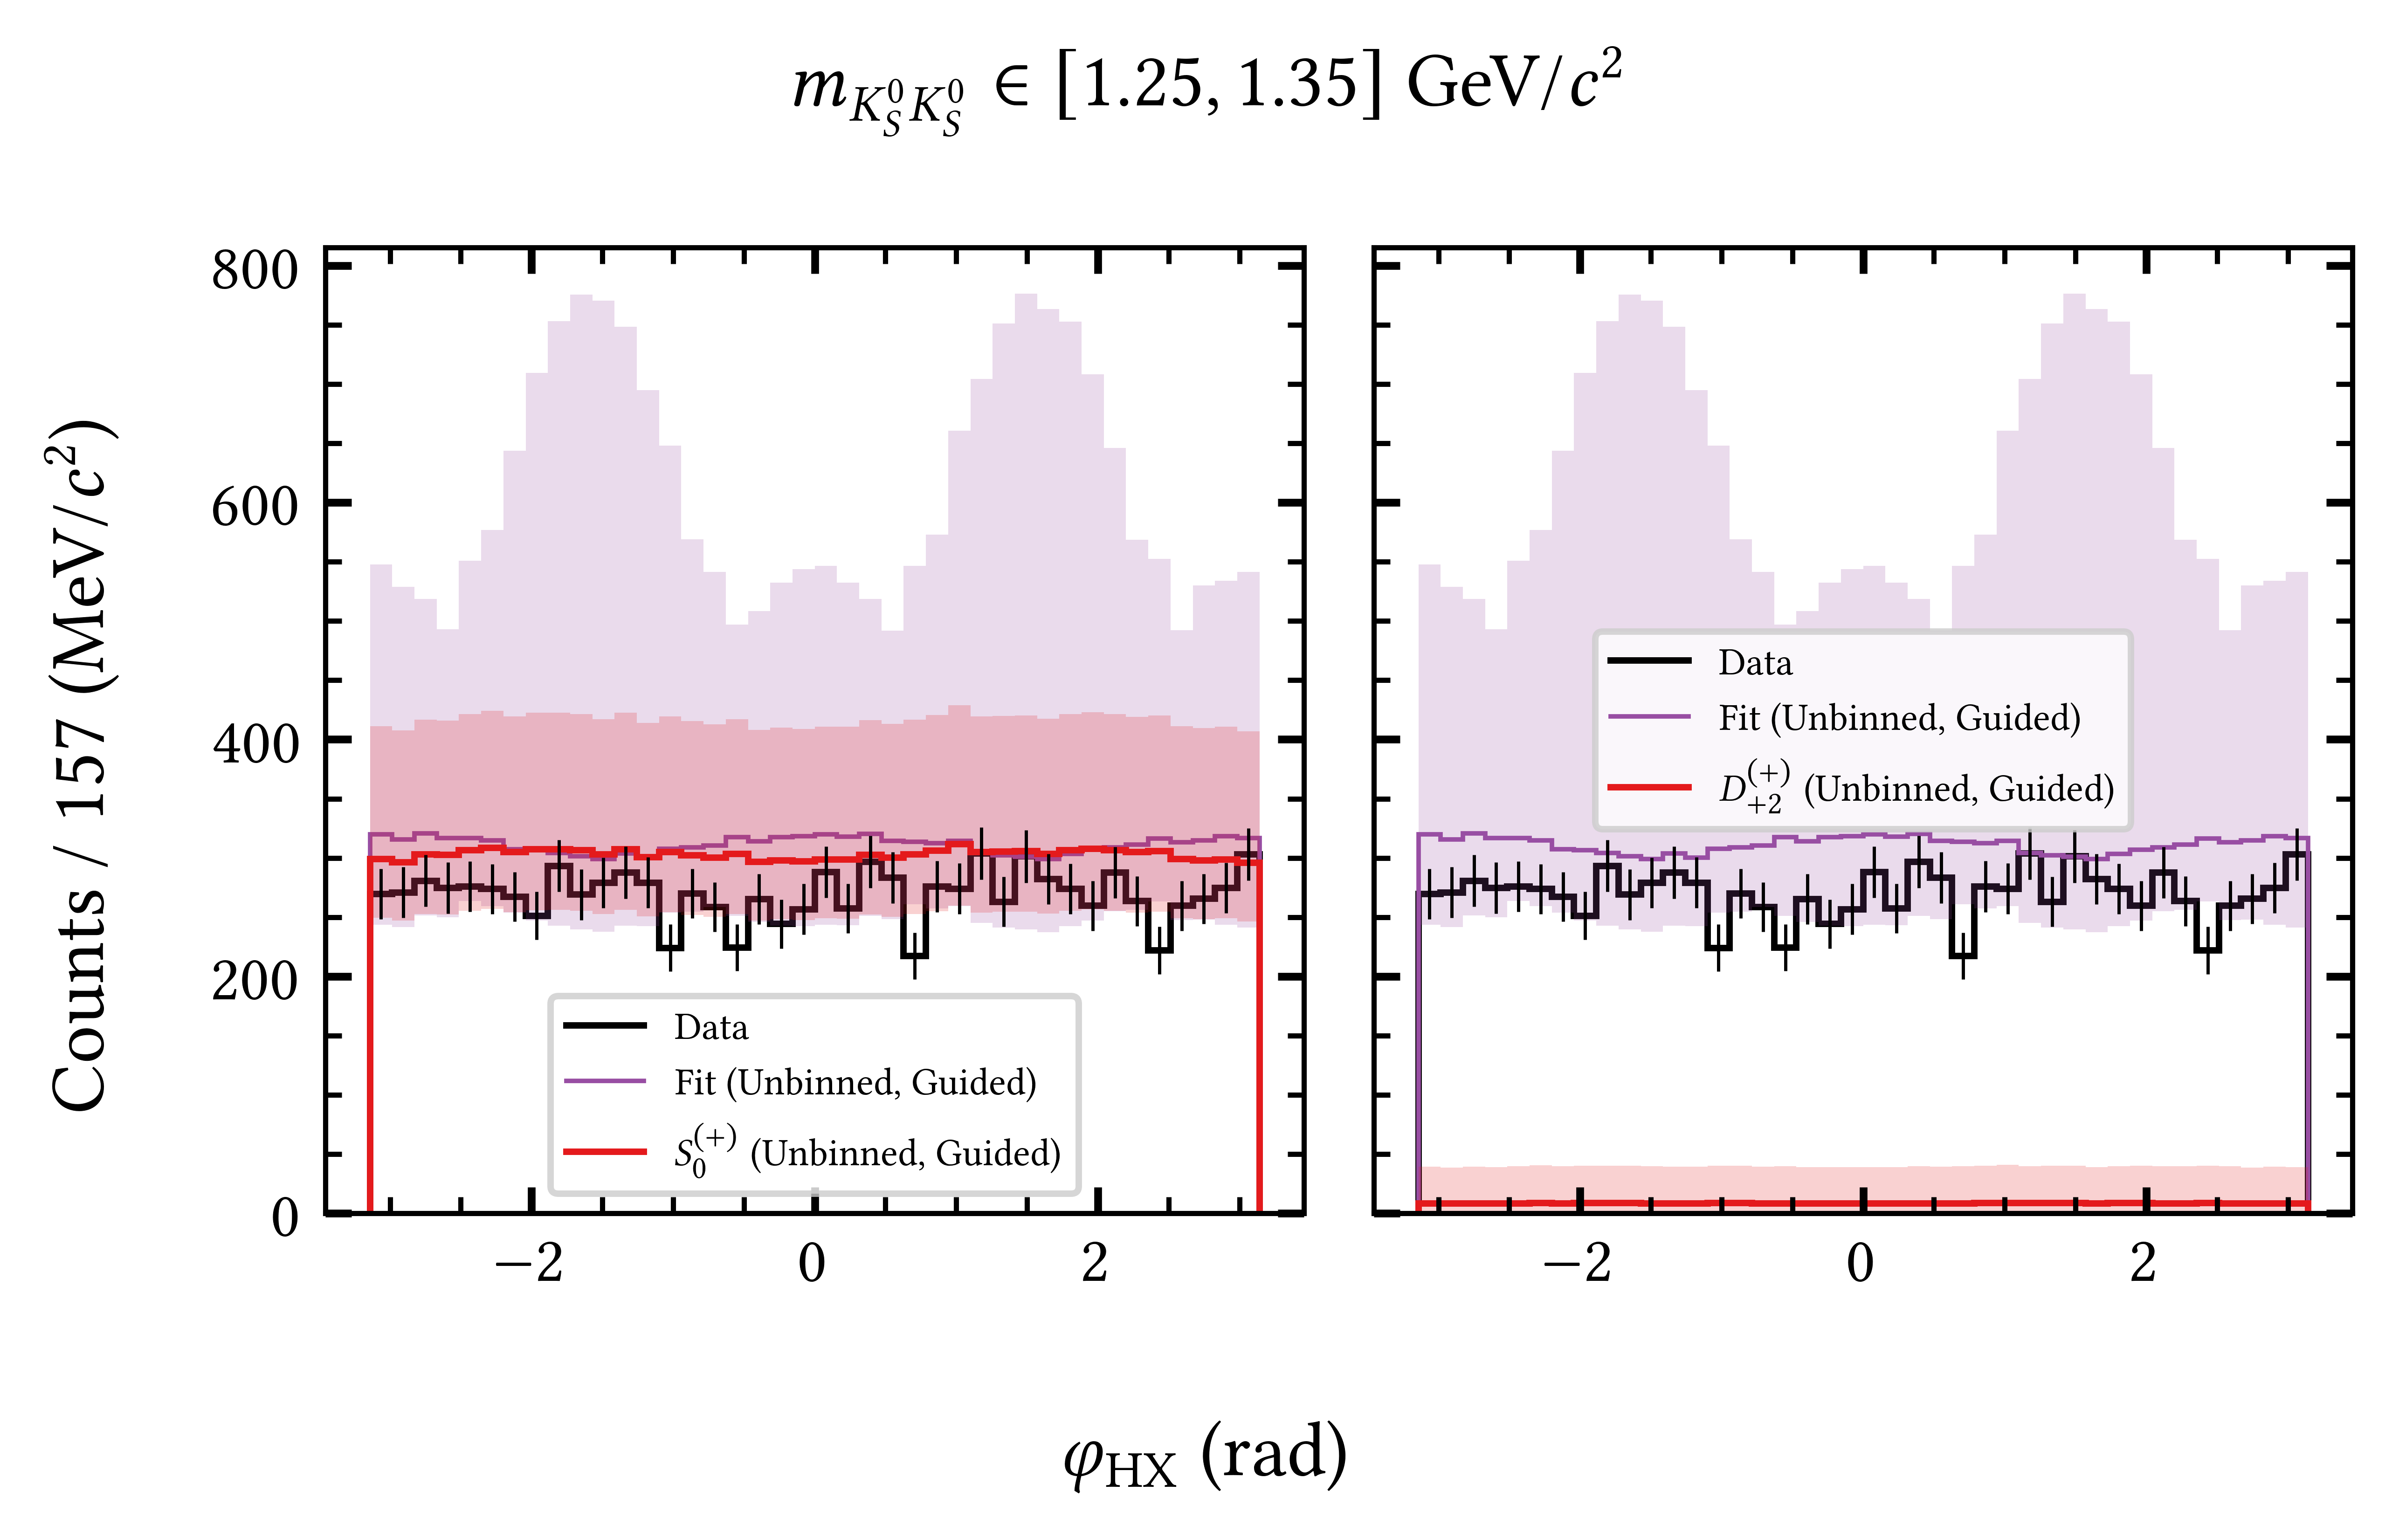 m_{K_S^0 K_S^0} ∈ [1.25, 1.35] GeV/c²
Counts / 157 (MeV/c²)
800
600
400
200
0
Data
Fit (Unbinned, Guided)
S_0^{(+)} (Unbinned, Guided)
−2
0
2
Data
Fit (Unbinned, Guided)
D_{+2}^{(+)} (Unbinned, Guided)
−2
0
2
φ_{HX} (rad)